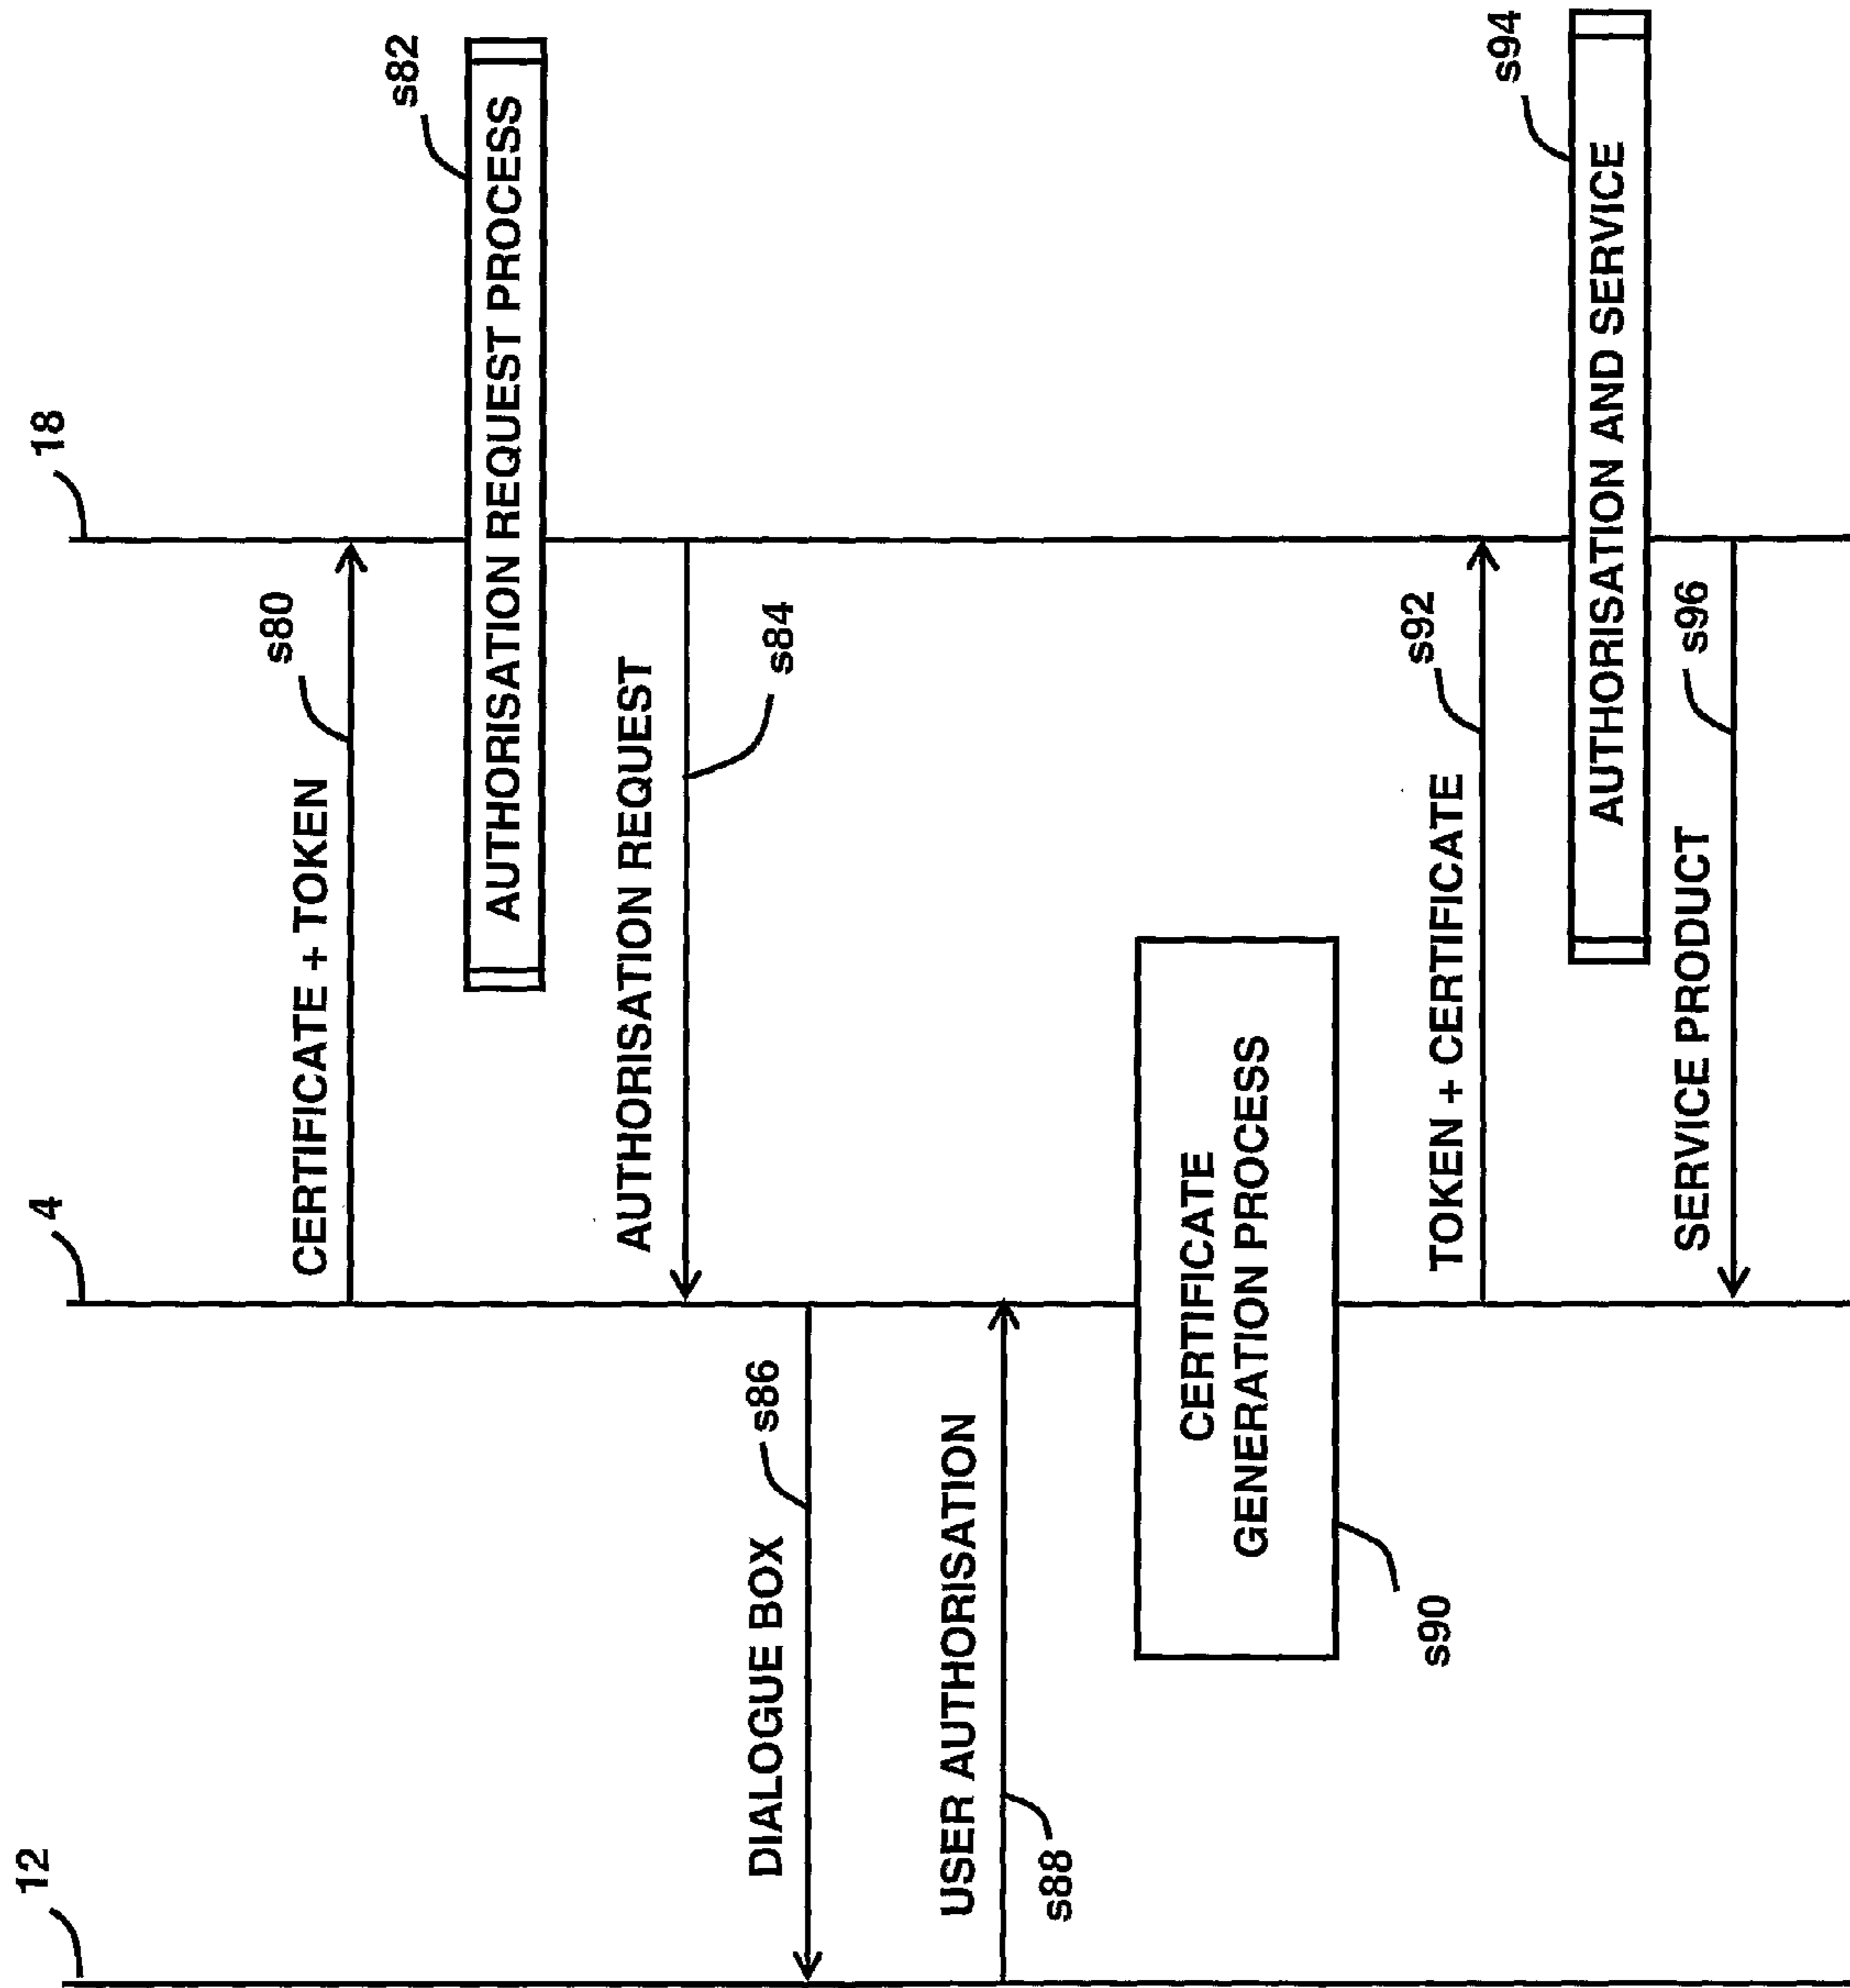 12
4
18
CERTIFICATE + TOKEN
s80
AUTHORISATION REQUEST PROCESS
s82
AUTHORISATION REQUEST
s84
DIALOGUE BOX
s86
USER AUTHORISATION
s88
CERTIFICATE
GENERATION PROCESS
s90
TOKEN + CERTIFICATE
s92
AUTHORISATION AND SERVICE
s94
SERVICE PRODUCT
s96